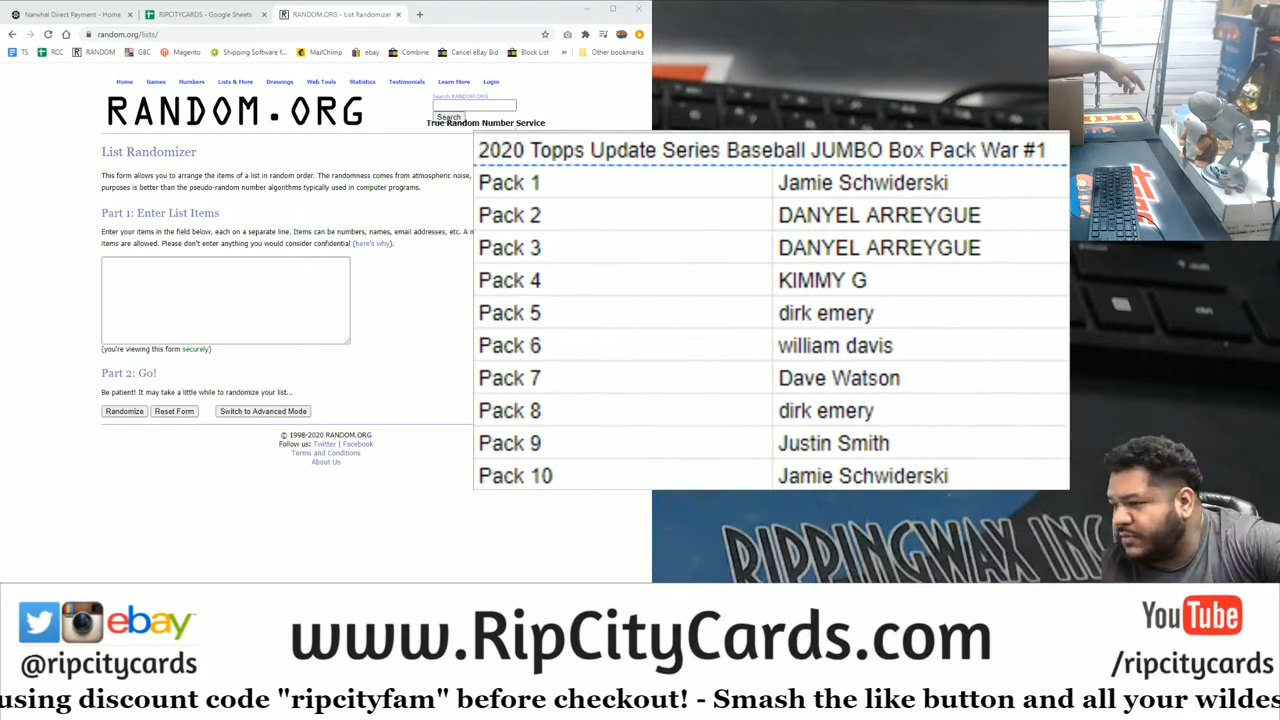 Narwhal Direct Payment - Home
RIPCITYCARDS - Google Sheets
RANDOM.ORG - List Randomizer
random.org/lists/
TS RCC RANDOM GBC Magento Shipping Software f... MailChimp ebay Combine Cancel eBay Bid Block List » Other bookmarks
Home Games Numbers Lists & More Drawings Web Tools Statistics Testimonials Learn More Login
Search RANDOM.ORG
RANDOM.ORG
Search
True Random Number Service
List Randomizer
This form allows you to arrange the items of a list in random order. The randomness comes from atmospheric noise,
purposes is better than the pseudo-random number algorithms typically used in computer programs.
Part 1: Enter List Items
Enter your items in the field below, each on a separate line. Items can be numbers, names, email addresses, etc. A
items are allowed. Please don't enter anything you would consider confidential (here's why).
(you're viewing this form securely)
Part 2: Go!
Be patient! It may take a little while to randomize your list...
Randomize Reset Form Switch to Advanced Mode
© 1998-2020 RANDOM.ORG
Follow us: Twitter | Facebook
Terms and Conditions
About Us
2020 Topps Update Series Baseball JUMBO Box Pack War #1
Pack 1 Jamie Schwiderski
Pack 2 DANYEL ARREYGUE
Pack 3 DANYEL ARREYGUE
Pack 4 KIMMY G
Pack 5 dirk emery
Pack 6 william davis
Pack 7 Dave Watson
Pack 8 dirk emery
Pack 9 Justin Smith
Pack 10 Jamie Schwiderski
RIPPINGWAX INC
ebay
@ripcitycards
www.RipCityCards.com
YouTube
/ripcitycards
using discount code "ripcityfam" before checkout! - Smash the like button and all your wildes